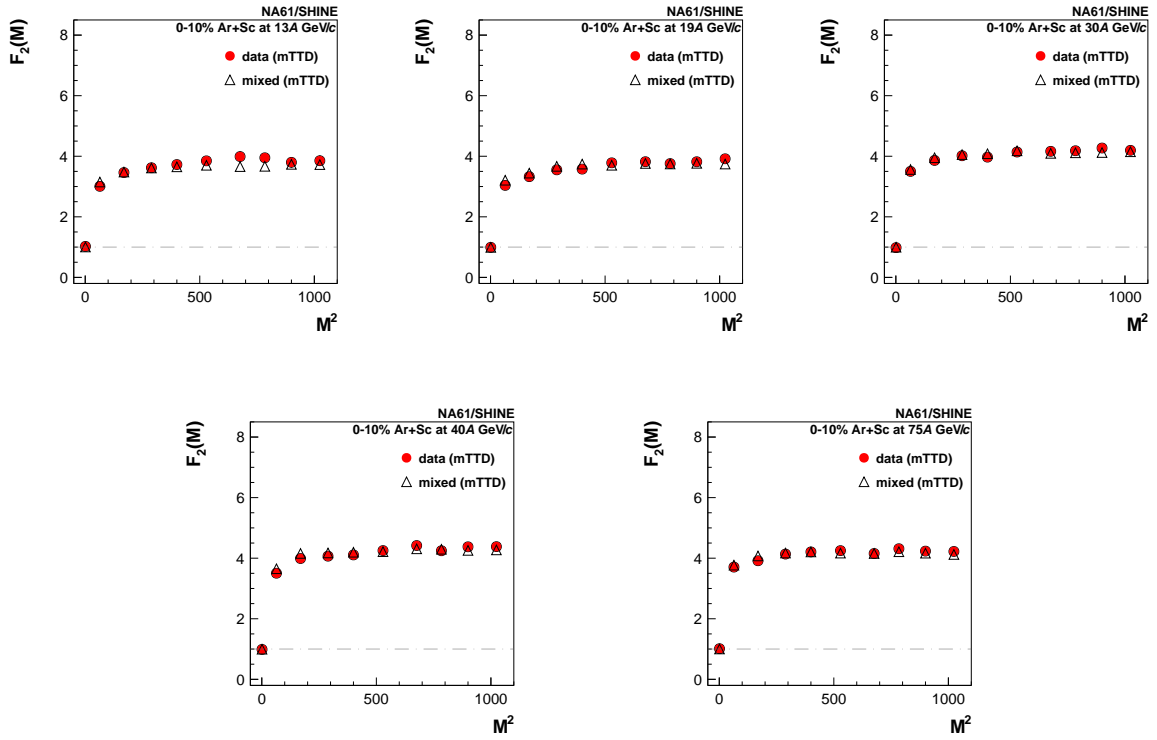 NA61/SHINE
0-10% Ar+Sc at 13A GeV/c
F₂(M)
data (mTTD)
mixed (mTTD)
8
6
4
2
0
0 500 1000
M²
NA61/SHINE
0-10% Ar+Sc at 19A GeV/c
F₂(M)
data (mTTD)
mixed (mTTD)
8
6
4
2
0
0 500 1000
M²
NA61/SHINE
0-10% Ar+Sc at 30A GeV/c
F₂(M)
data (mTTD)
mixed (mTTD)
8
6
4
2
0
0 500 1000
M²
NA61/SHINE
0-10% Ar+Sc at 40A GeV/c
F₂(M)
data (mTTD)
mixed (mTTD)
8
6
4
2
0
0 500 1000
M²
NA61/SHINE
0-10% Ar+Sc at 75A GeV/c
F₂(M)
data (mTTD)
mixed (mTTD)
8
6
4
2
0
0 500 1000
M²